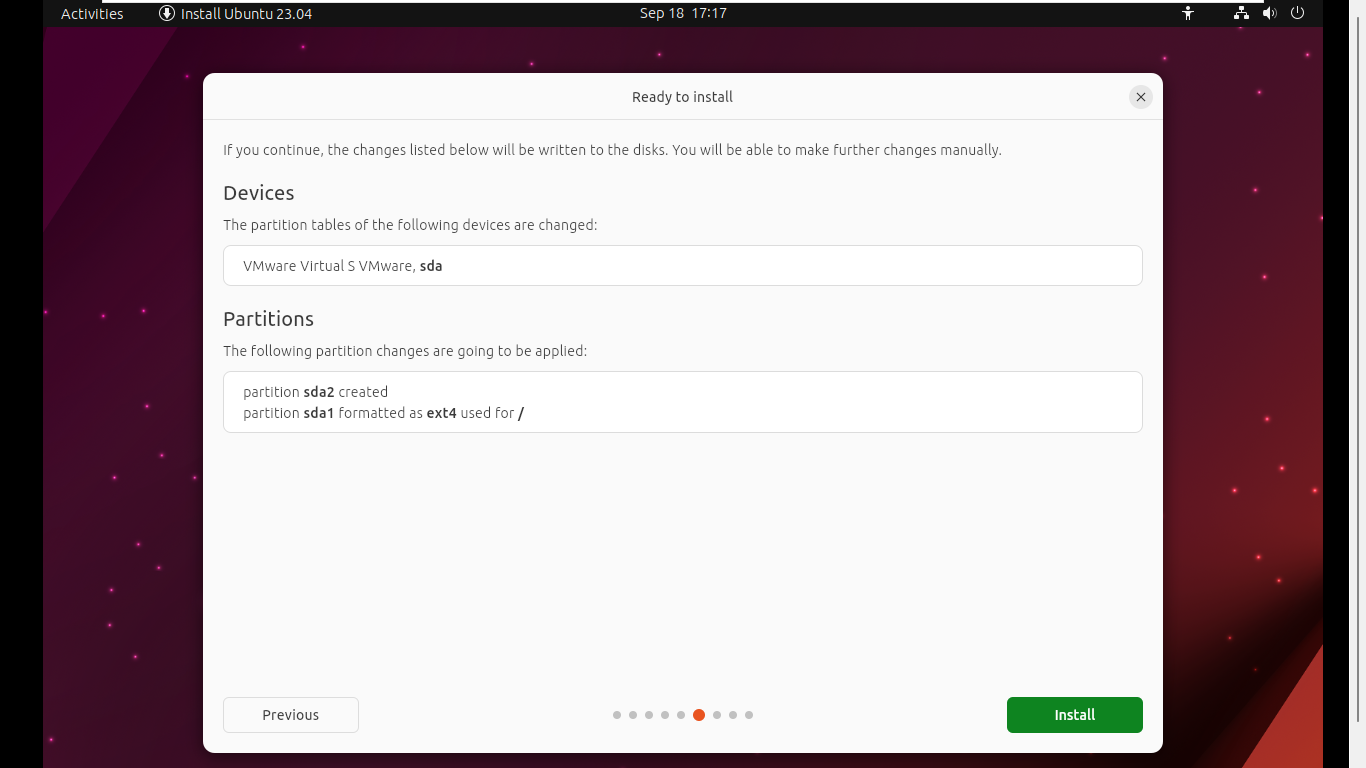 Activities Install Ubuntu 23.04 Sep 18 17:17
Ready to install
If you continue, the changes listed below will be written to the disks. You will be able to make further changes manually.
Devices
The partition tables of the following devices are changed:
VMware Virtual S VMware, sda
Partitions
The following partition changes are going to be applied:
partition sda2 created
partition sda1 formatted as ext4 used for /
Previous Install